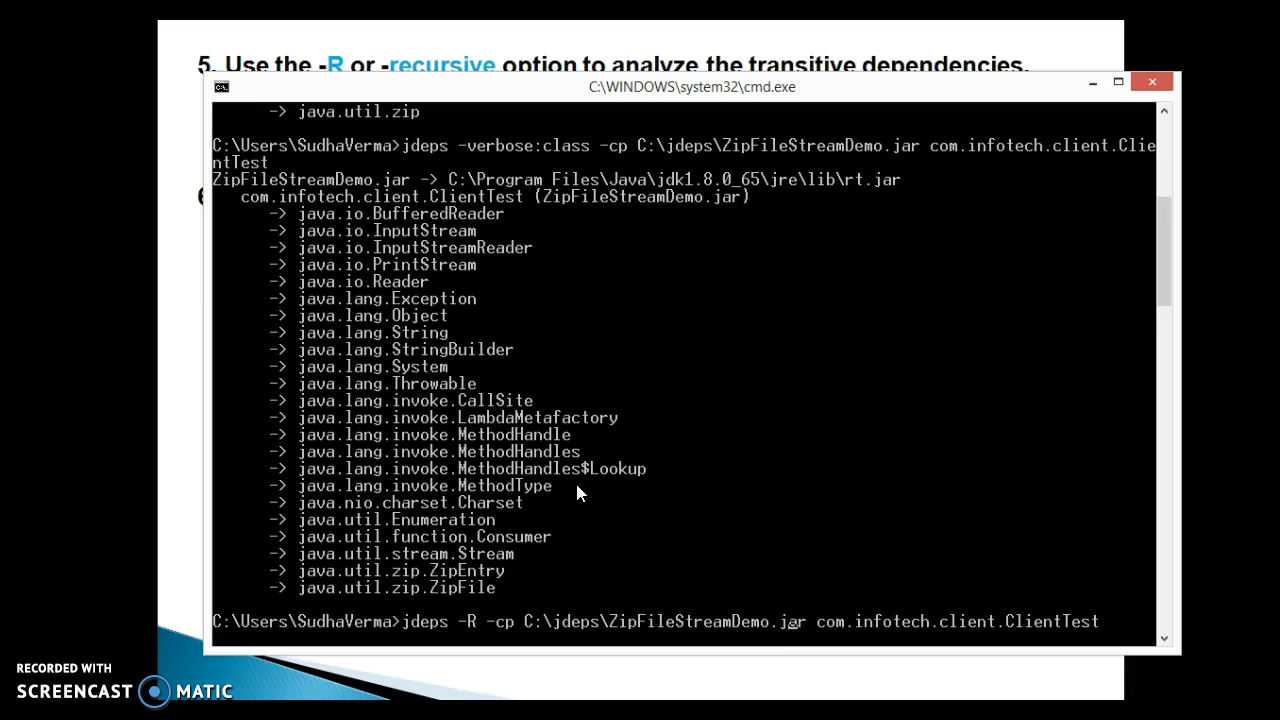 5. Use the -R or -recursive option to analyze the transitive dependencies.
C:\WINDOWS\system32\cmd.exe
-> java.util.zip
C:\Users\SudhaVerma>jdeps -verbose:class -cp C:\jdeps\ZipFileStreamDemo.jar com.infotech.client.Clie
ntTest
ZipFileStreamDemo.jar -> C:\Program Files\Java\jdk1.8.0_65\jre\lib\rt.jar
com.infotech.client.ClientTest (ZipFileStreamDemo.jar)
-> java.io.BufferedReader
-> java.io.InputStream
-> java.io.InputStreamReader
-> java.io.PrintStream
-> java.io.Reader
-> java.lang.Exception
-> java.lang.Object
-> java.lang.String
-> java.lang.StringBuilder
-> java.lang.System
-> java.lang.Throwable
-> java.lang.invoke.CallSite
-> java.lang.invoke.LambdaMetafactory
-> java.lang.invoke.MethodHandle
-> java.lang.invoke.MethodHandles
-> java.lang.invoke.MethodHandles$Lookup
-> java.lang.invoke.MethodType
-> java.nio.charset.Charset
-> java.util.Enumeration
-> java.util.function.Consumer
-> java.util.stream.Stream
-> java.util.zip.ZipEntry
-> java.util.zip.ZipFile
C:\Users\SudhaVerma>jdeps -R -cp C:\jdeps\ZipFileStreamDemo.jar com.infotech.client.ClientTest
RECORDED WITH
SCREENCAST MATIC